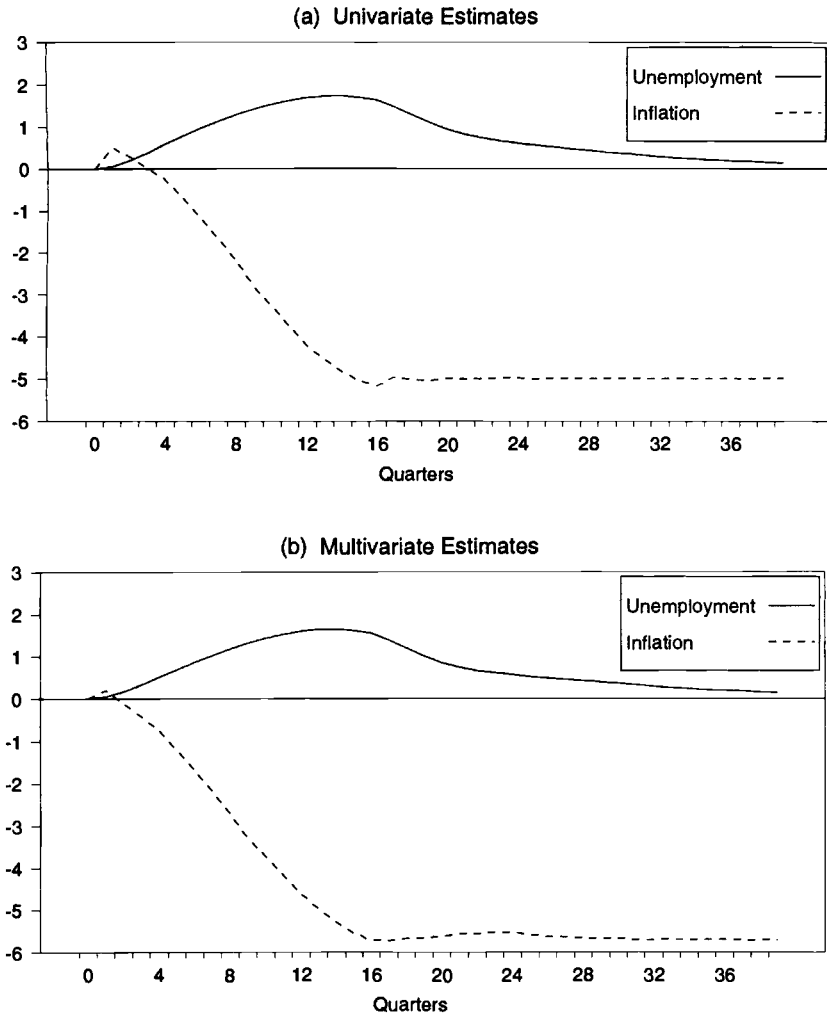 (a) Univariate Estimates
3
2
1
0
-1
-2
-3
-4
-5
-6
Unemployment
Inflation
0 4 8 12 16 20 24 28 32 36
Quarters
(b) Multivariate Estimates
3
2
1
0
-1
-2
-3
-4
-5
-6
Unemployment
Inflation
0 4 8 12 16 20 24 28 32 36
Quarters